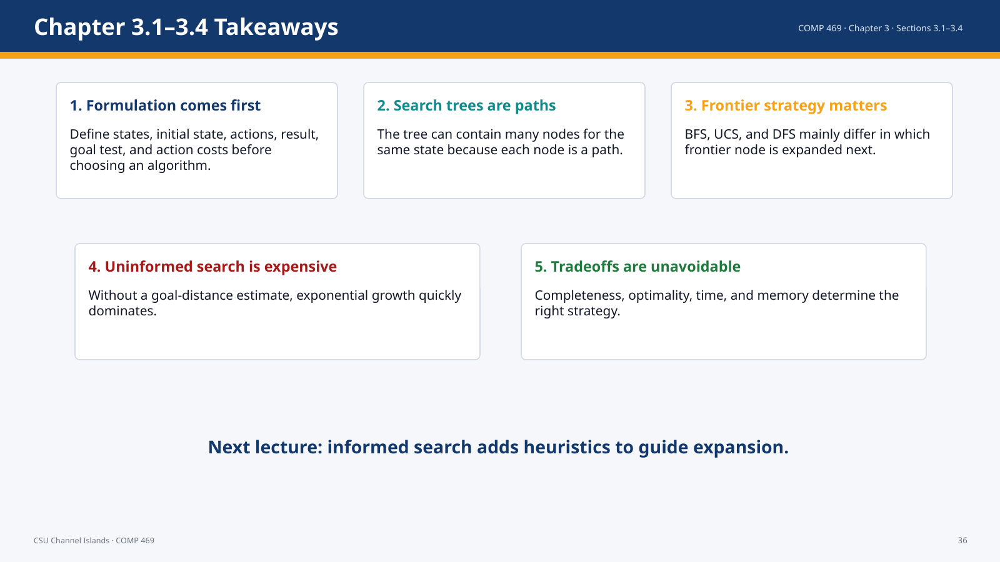 Chapter 3.1–3.4 Takeaways
COMP 469 · Chapter 3 · Sections 3.1–3.4
1. Formulation comes first
Define states, initial state, actions, result,
goal test, and action costs before
choosing an algorithm.
2. Search trees are paths
The tree can contain many nodes for the
same state because each node is a path.
3. Frontier strategy matters
BFS, UCS, and DFS mainly differ in which
frontier node is expanded next.
4. Uninformed search is expensive
Without a goal-distance estimate, exponential growth quickly
dominates.
5. Tradeoffs are unavoidable
Completeness, optimality, time, and memory determine the
right strategy.
Next lecture: informed search adds heuristics to guide expansion.
CSU Channel Islands · COMP 469
36